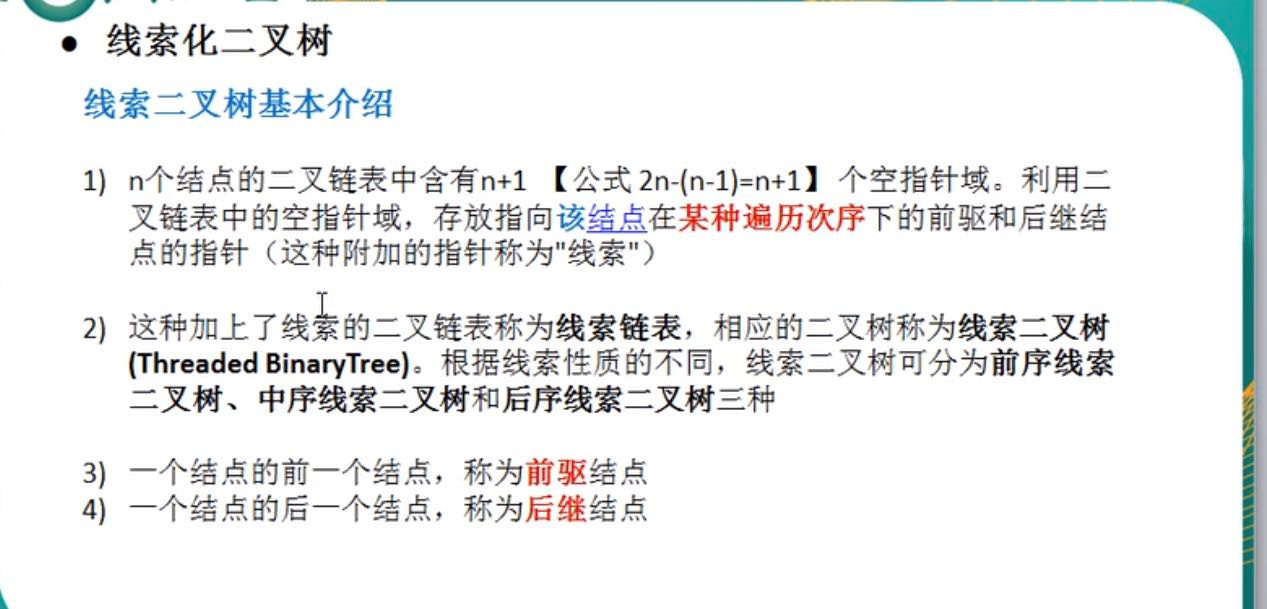 ● 线索化二叉树
线索二叉树基本介绍
1) n个结点的二叉链表中含有n+1 【公式 2n-(n-1)=n+1】 个空指针域。利用二
叉链表中的空指针域，存放指向该结点在某种遍历次序下的前驱和后继结
点的指针（这种附加的指针称为"线索"）
2) 这种加上了线索的二叉链表称为线索链表，相应的二叉树称为线索二叉树
(Threaded BinaryTree)。根据线索性质的不同，线索二叉树可分为前序线索
二叉树、中序线索二叉树和后序线索二叉树三种
3) 一个结点的前一个结点，称为前驱结点
4) 一个结点的后一个结点，称为后继结点